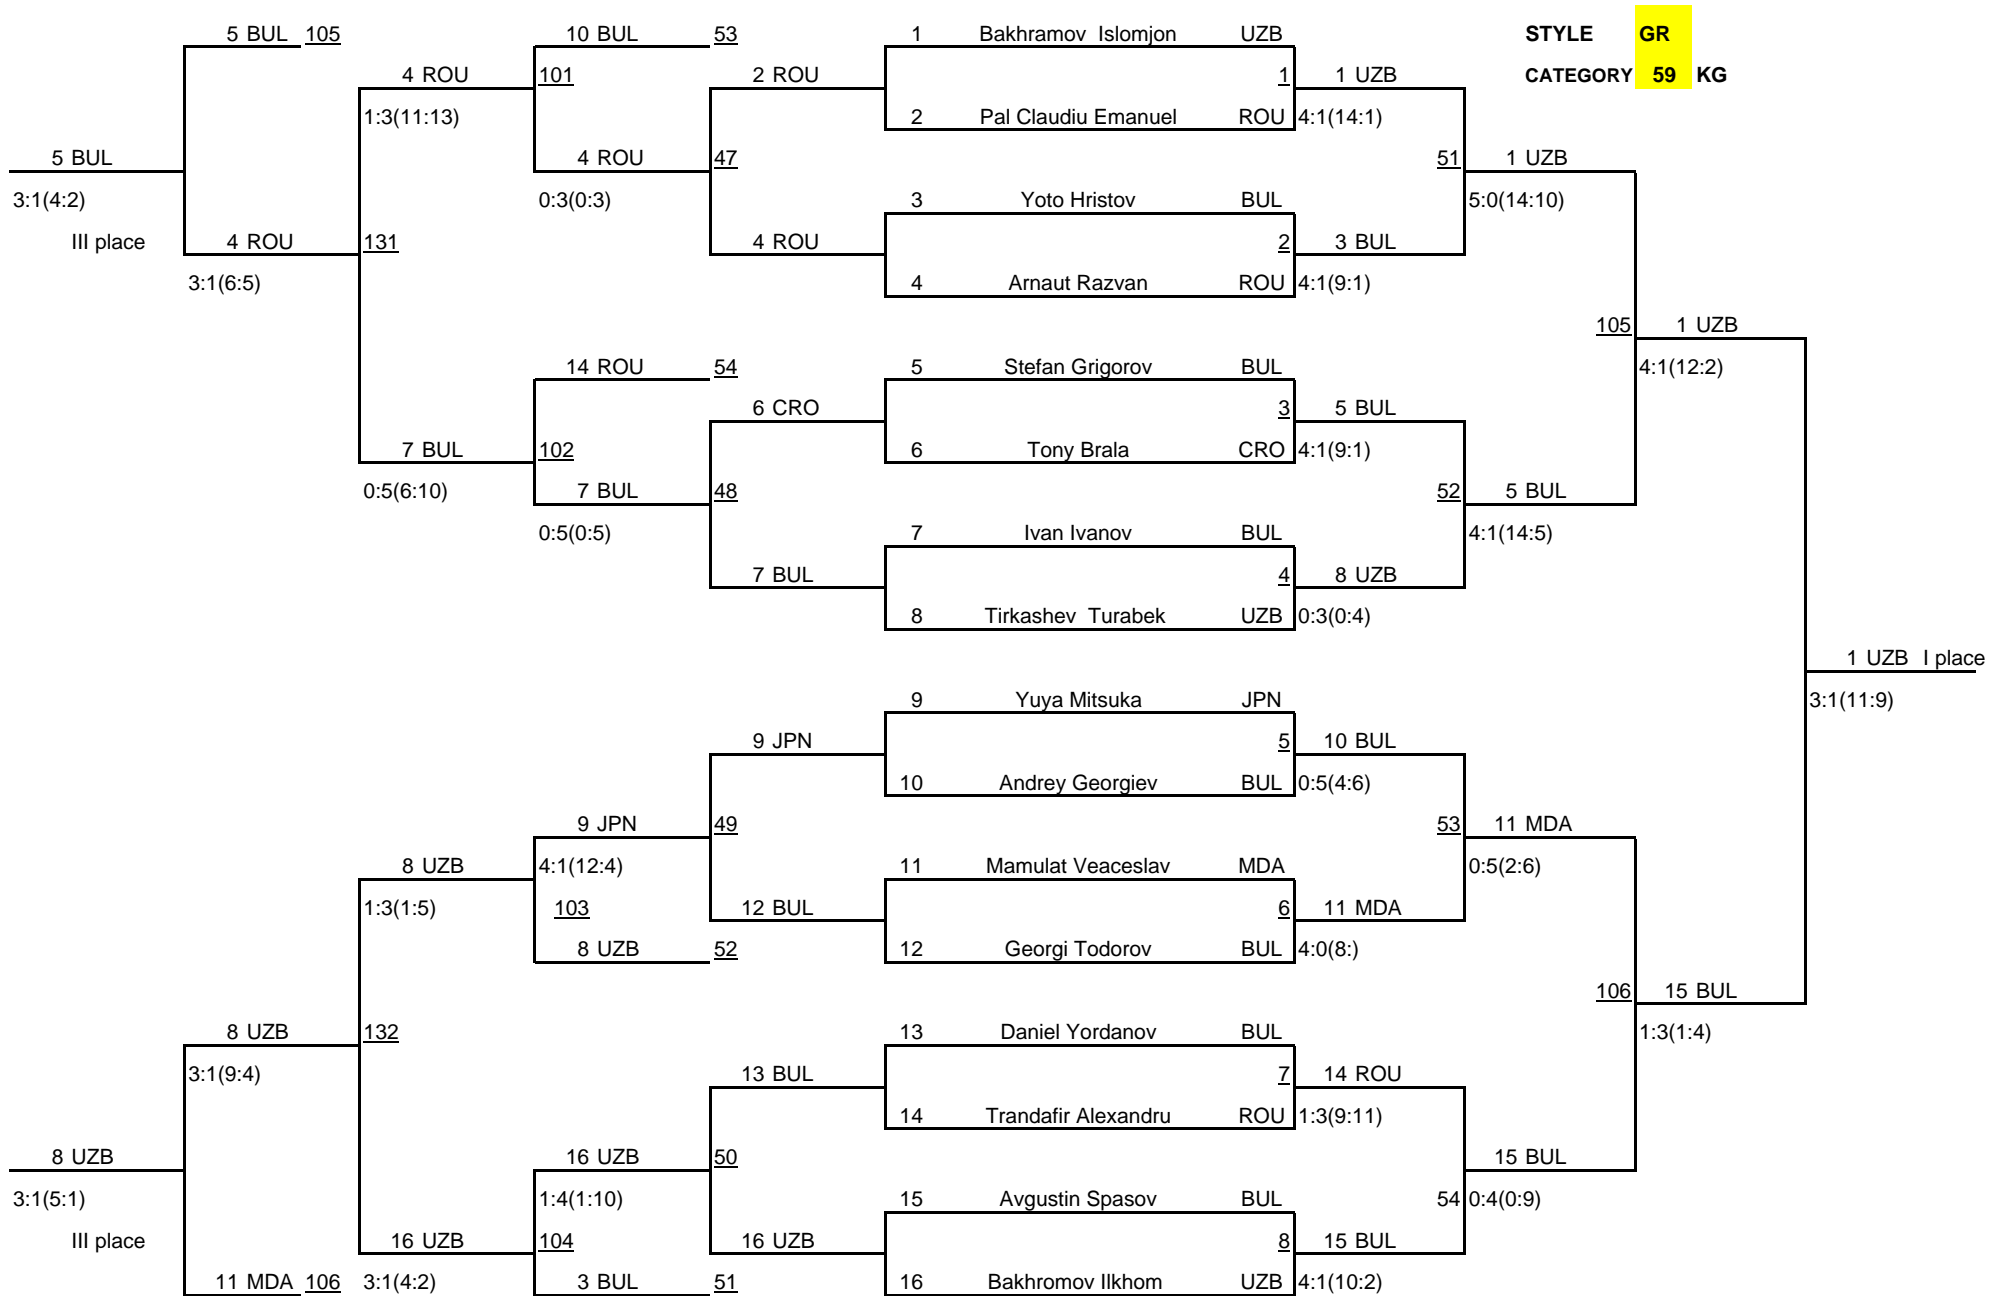 5 BUL 105 10 BUL 53 1 Bakhramov Islomjon UZB STYLE GR
4 ROU 101 2 ROU 1 1 UZB CATEGORY 59 KG
1:3(11:13) 2 Pal Claudiu Emanuel ROU 4:1(14:1)
5 BUL 4 ROU 47 51 1 UZB
3:1(4:2) 0:3(0:3) 3 Yoto Hristov BUL 5:0(14:10)
III place 4 ROU 131 4 ROU 2 3 BUL
3:1(6:5) 4 Arnaut Razvan ROU 4:1(9:1)
105 1 UZB
14 ROU 54 5 Stefan Grigorov BUL 4:1(12:2)
6 CRO 3 5 BUL
7 BUL 102 6 Tony Brala CRO 4:1(9:1)
0:5(6:10) 7 BUL 48 52 5 BUL
0:5(0:5) 7 Ivan Ivanov BUL 4:1(14:5)
7 BUL 4 8 UZB
8 Tirkashev Turabek UZB 0:3(0:4)
1 UZB I place
9 Yuya Mitsuka JPN 3:1(11:9)
9 JPN 5 10 BUL
10 Andrey Georgiev BUL 0:5(4:6)
9 JPN 49 53 11 MDA
8 UZB 4:1(12:4) 11 Mamulat Veaceslav MDA 0:5(2:6)
1:3(1:5) 103 12 BUL 6 11 MDA
8 UZB 52 12 Georgi Todorov BUL 4:0(8:)
106 15 BUL
8 UZB 132 13 Daniel Yordanov BUL 1:3(1:4)
3:1(9:4) 13 BUL 7 14 ROU
14 Trandafir Alexandru ROU 1:3(9:11)
8 UZB 16 UZB 50 15 BUL
3:1(5:1) 1:4(1:10) 15 Avgustin Spasov BUL 54 0:4(0:9)
III place 16 UZB 104 16 UZB 8 15 BUL
11 MDA 106 3:1(4:2) 3 BUL 51 16 Bakhromov Ilkhom UZB 4:1(10:2)